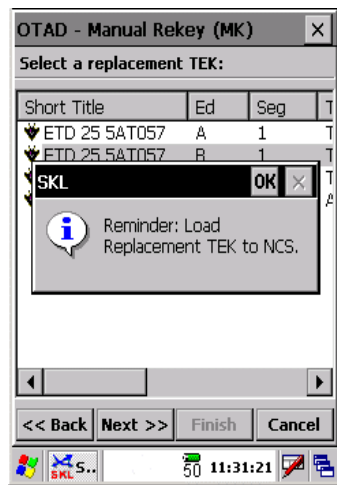 OTAD - Manual Rekey (MK)
Select a replacement TEK:
Short Title Ed Seg T
ETD 25 5AT057 A 1 T
ETD 25 5AT057 B 1 T
SKL OK T
A
Reminder: Load
Replacement TEK to NCS.
<< Back Next >> Finish Cancel
SKL S.. 50 11:31:21